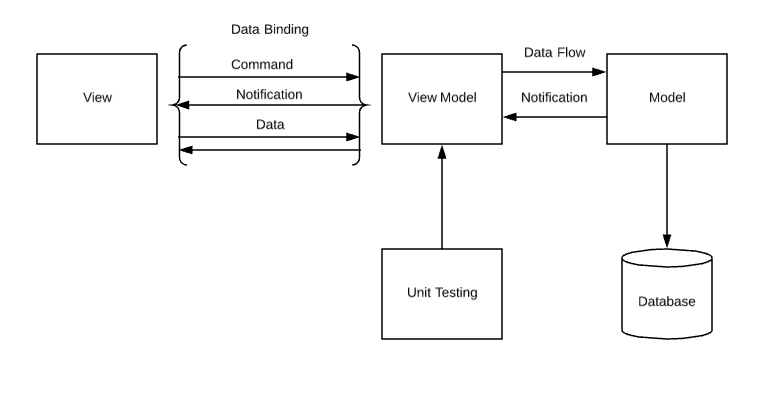 Data Binding
Data Flow
Command
View
Notification
View Model
Notification
Model
Data
Unit Testing
Database